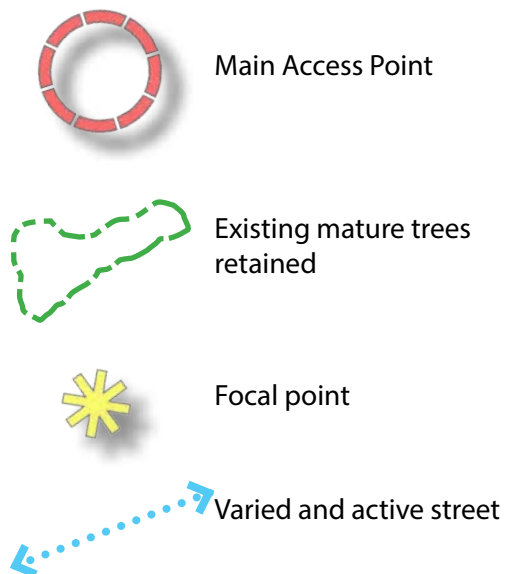 Main Access Point
Existing mature trees
retained
Focal point
Varied and active street